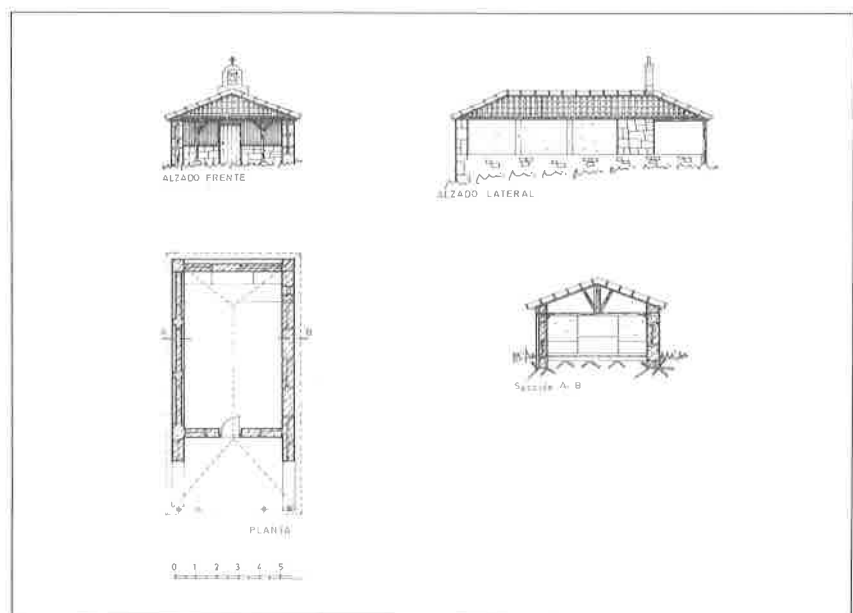 ALZADO FRENTE
ALZADO LATERAL
A B
Sección A.B
PLANTA
0 1 2 3 4 5